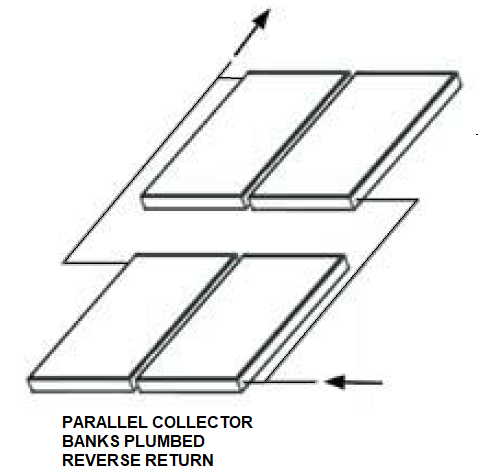 PARALLEL COLLECTOR
BANKS PLUMBED
REVERSE RETURN